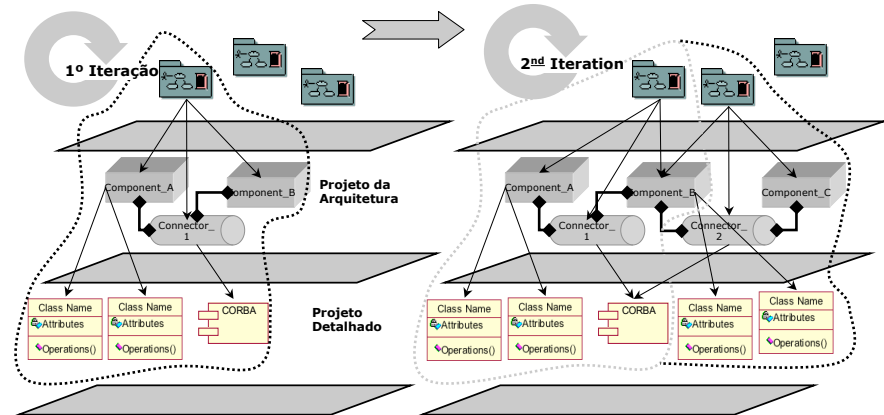 1º Iteração
2nd Iteration
Component_A
Component_B
Projeto da
Arquitetura
Connector_
1
Component_A
Component_B
Component_C
Connector_
1
Connector_
2
Class Name
Attributes
Operations()
Class Name
Attributes
Operations()
CORBA
Projeto
Detalhado
Class Name
Attributes
Operations()
Class Name
Attributes
Operations()
CORBA
Class Name
Attributes
Operations()
Class Name
Attributes
Operations()